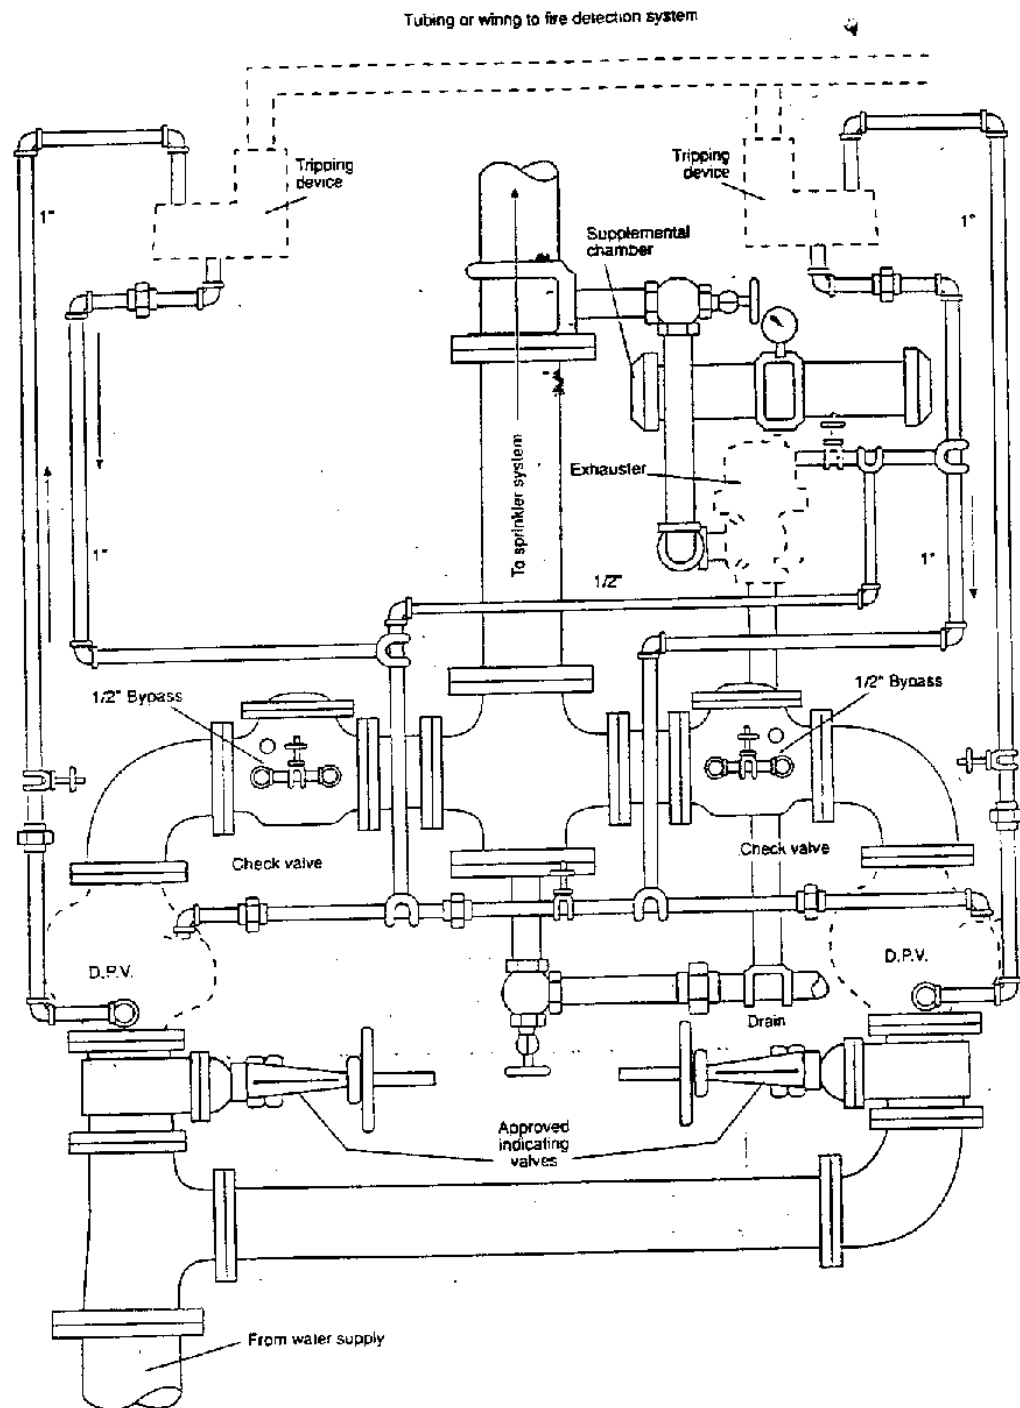 Tubing or wiring to fire detection system
Tripping
device
Tripping
device
Supplemental
chamber
1"
1"
To sprinkler system
Exhauster
1"
1"
1/2"
1/2" Bypass
1/2" Bypass
Check valve
Check valve
D.P.V.
D.P.V.
Drain
Approved
indicating
valves
From water supply